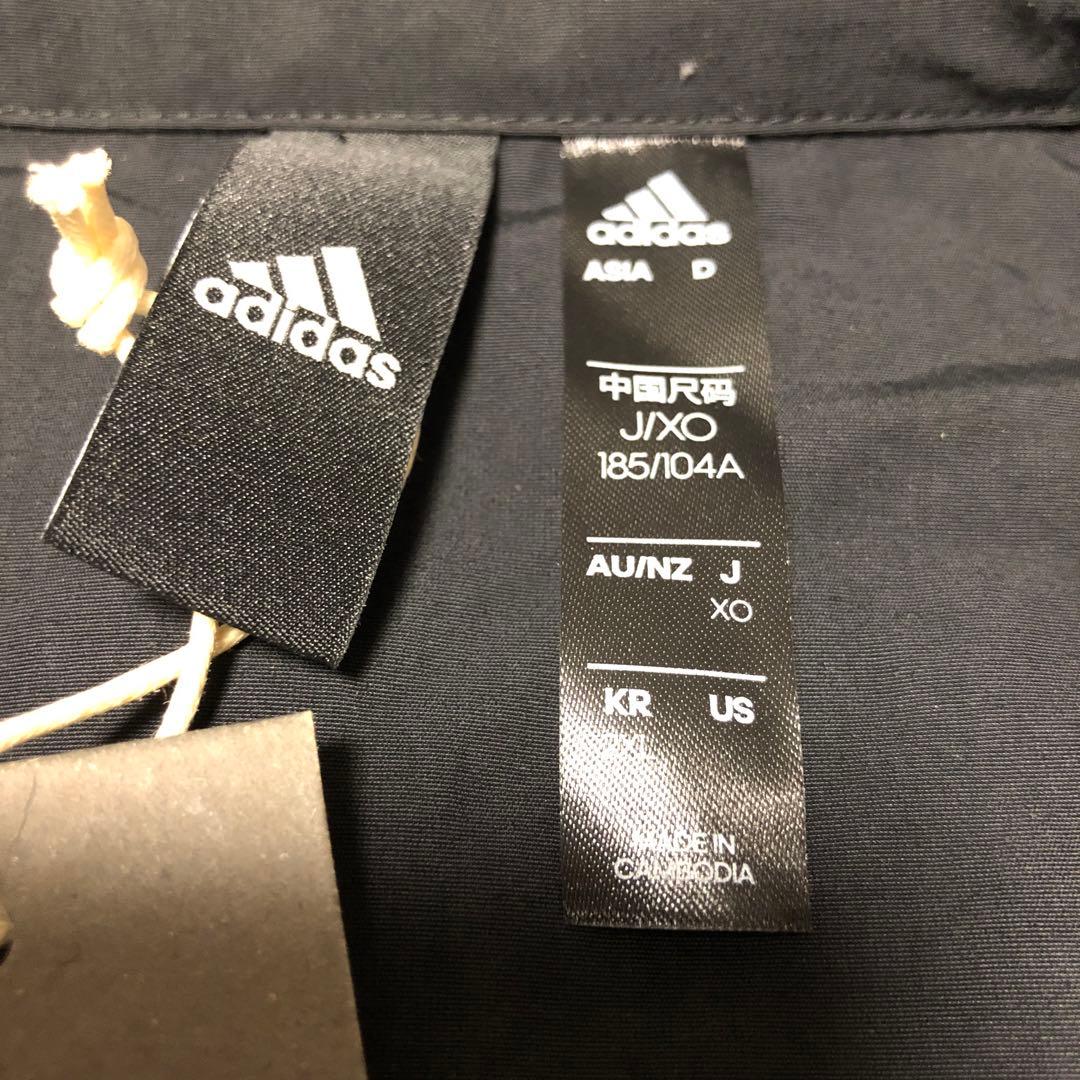 adidas
adidas
ASIA D
中国尺码
J/XO
185/104A
AU/NZ J
XO
KR US
MADE IN
CAMBODIA